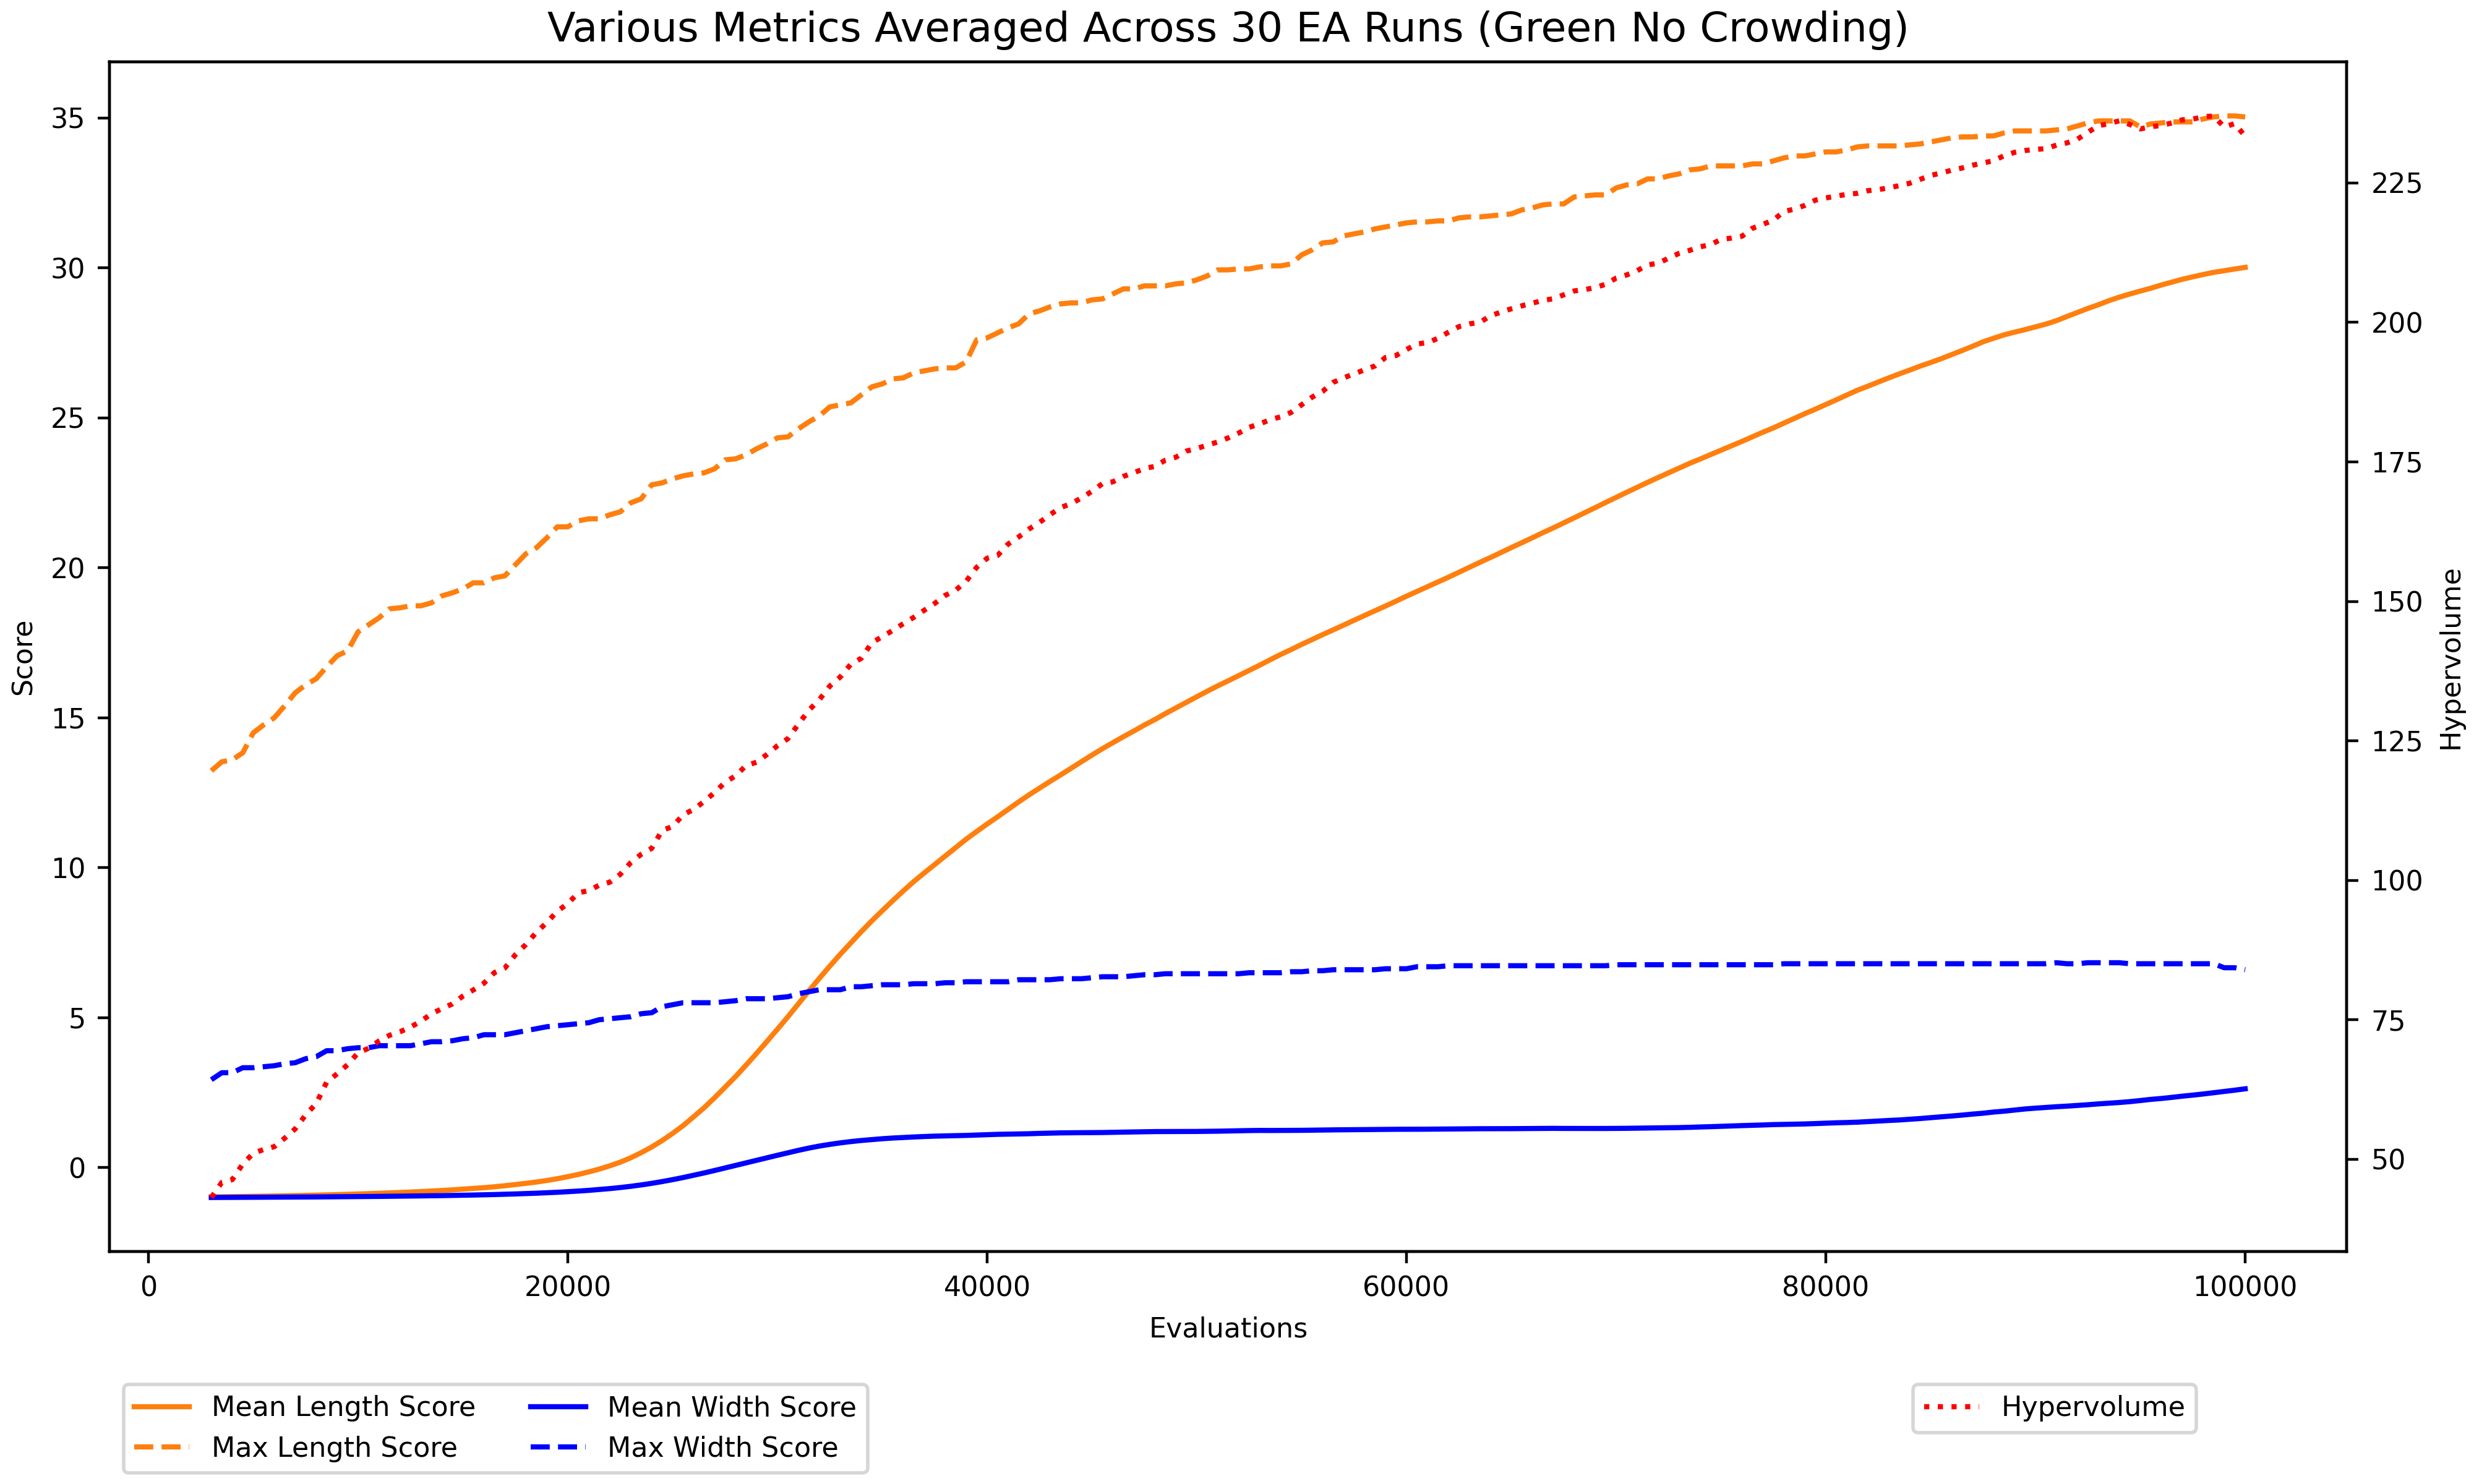 Various Metrics Averaged Across 30 EA Runs (Green No Crowding)
35
30
25
20
15
10
5
0
Score
225
200
175
150
125
100
75
50
Hypervolume
0 20000 40000 60000 80000 100000
Evaluations
Mean Length Score Mean Width Score
Max Length Score Max Width Score
Hypervolume